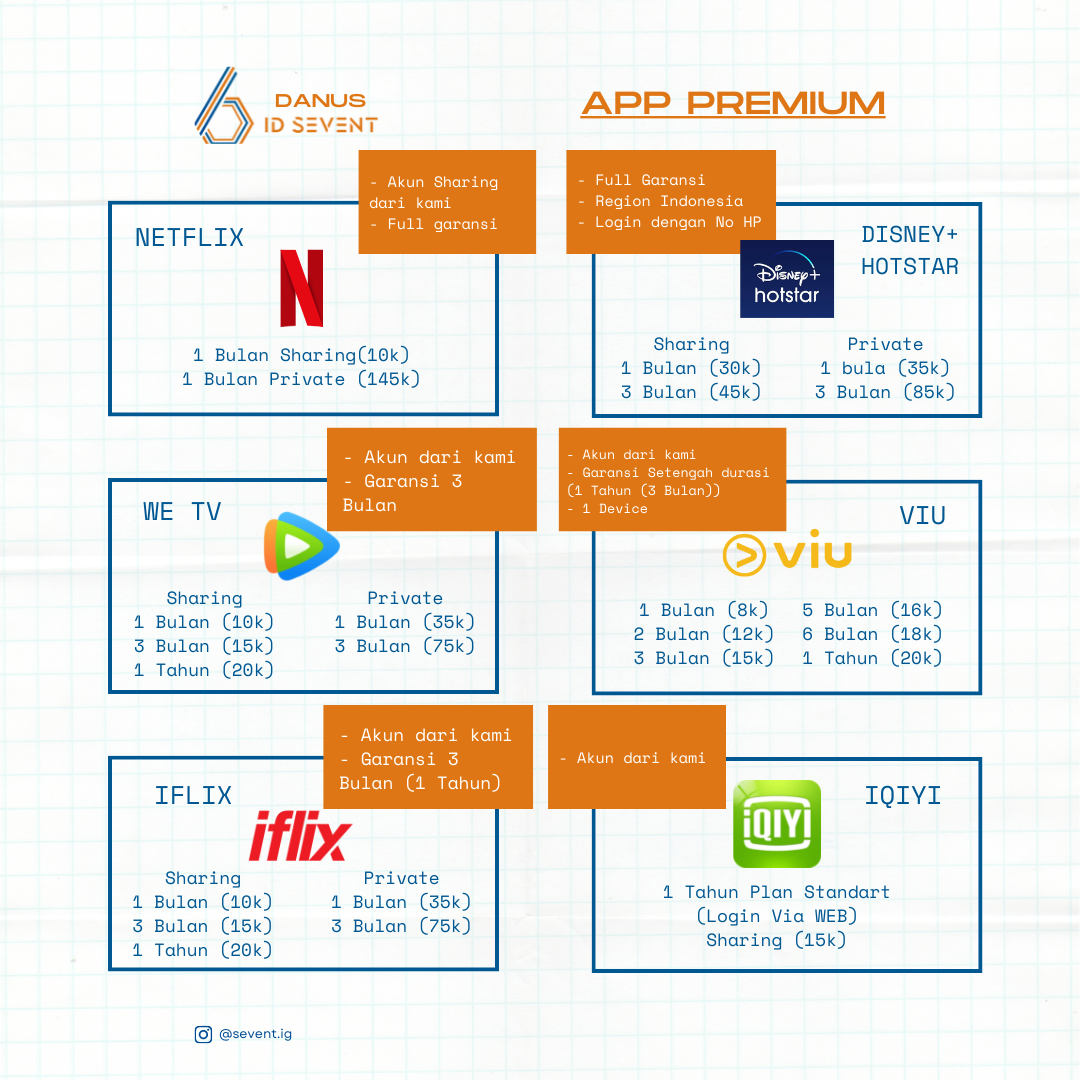 DANUS
ID SEVENT
APP PREMIUM
- Akun Sharing
dari kami
- Full garansi
NETFLIX
N
1 Bulan Sharing(10k)
1 Bulan Private (145k)
- Full Garansi
- Region Indonesia
- Login dengan No HP
DISNEY+
HOTSTAR
Disney+
hotstar
Sharing
1 Bulan (30k)
3 Bulan (45k)
Private
1 bula (35k)
3 Bulan (85k)
- Akun dari kami
- Garansi 3
Bulan
WE TV
Sharing
1 Bulan (10k)
3 Bulan (15k)
1 Tahun (20k)
Private
1 Bulan (35k)
3 Bulan (75k)
- Akun dari kami
- Garansi Setengah durasi
(1 Tahun (3 Bulan))
- 1 Device
VIU
viu
1 Bulan (8k)
2 Bulan (12k)
3 Bulan (15k)
5 Bulan (16k)
6 Bulan (18k)
1 Tahun (20k)
- Akun dari kami
- Garansi 3
Bulan (1 Tahun)
IFLIX
iflix
Sharing
1 Bulan (10k)
3 Bulan (15k)
1 Tahun (20k)
Private
1 Bulan (35k)
3 Bulan (75k)
- Akun dari kami
IQIYI
iQIYI
1 Tahun Plan Standart
(Login Via WEB)
Sharing (15k)
@sevent.ig